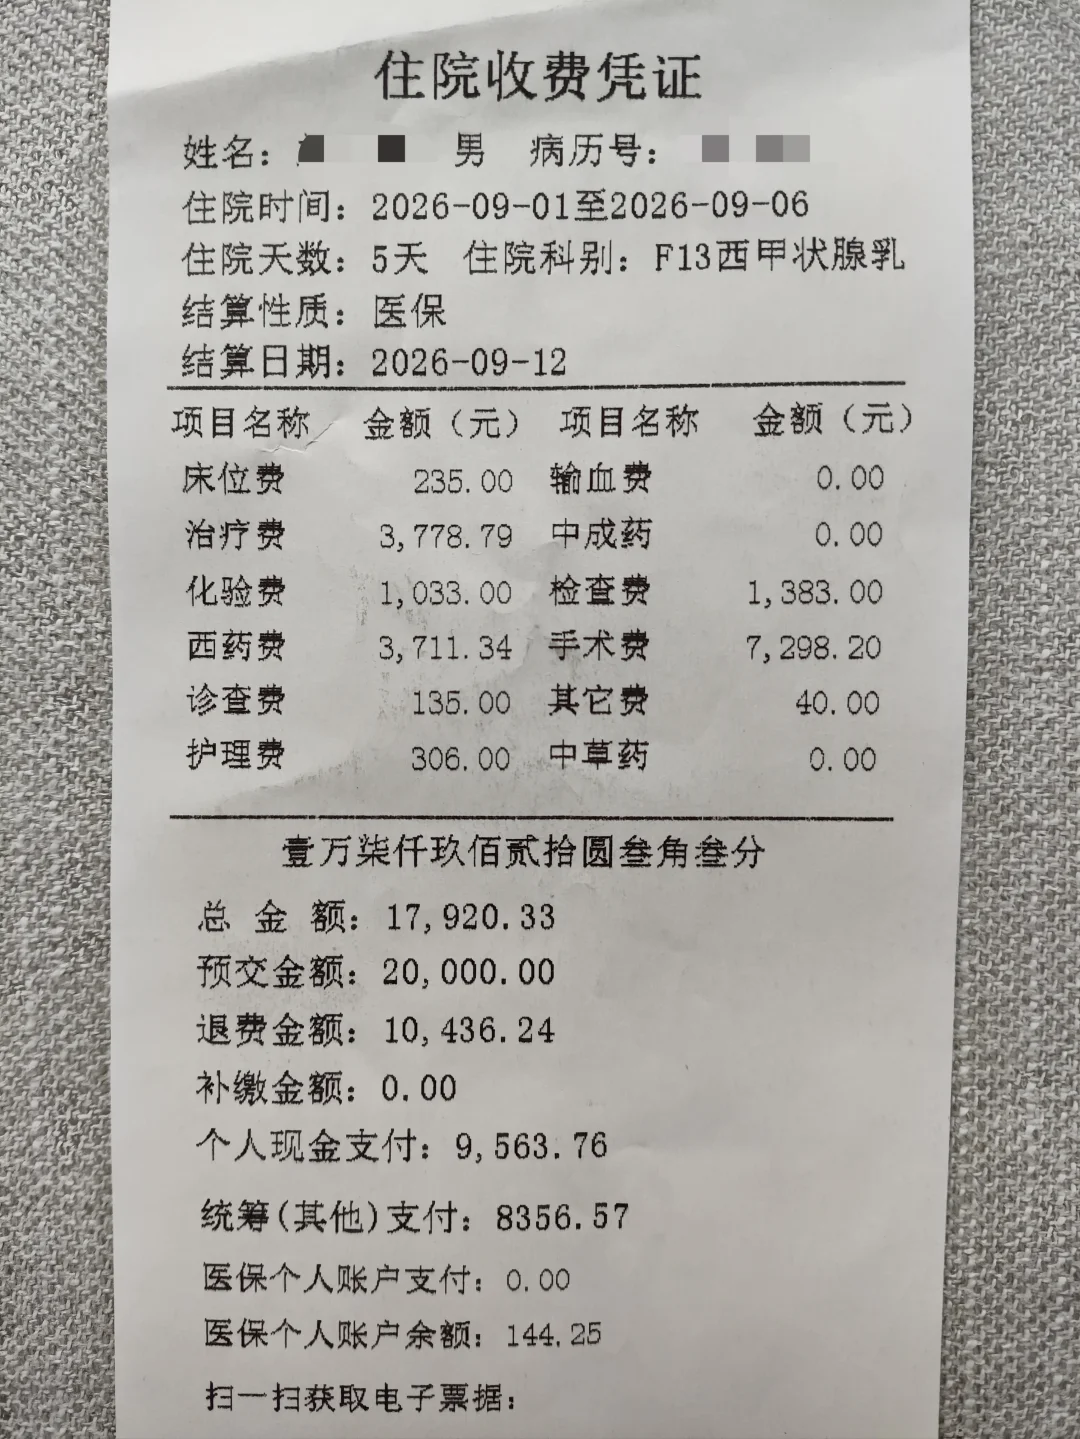 住院收费凭证
姓名： 男 病历号：
住院时间：2026-09-01至2026-09-06
住院天数：5天 住院科别：F13西甲状腺乳
结算性质：医保
结算日期：2026-09-12
项目名称 金额（元） 项目名称 金额（元）
床位费 235.00 输血费 0.00
治疗费 3,778.79 中成药 0.00
化验费 1,033.00 检查费 1,383.00
西药费 3,711.34 手术费 7,298.20
诊查费 135.00 其它费 40.00
护理费 306.00 中草药 0.00
壹万柒仟玖佰贰拾圆叁角叁分
总 金 额：17,920.33
预交金额：20,000.00
退费金额：10,436.24
补缴金额：0.00
个人现金支付：9,563.76
统筹(其他)支付：8356.57
医保个人账户支付：0.00
医保个人账户余额：144.25
扫一扫获取电子票据：